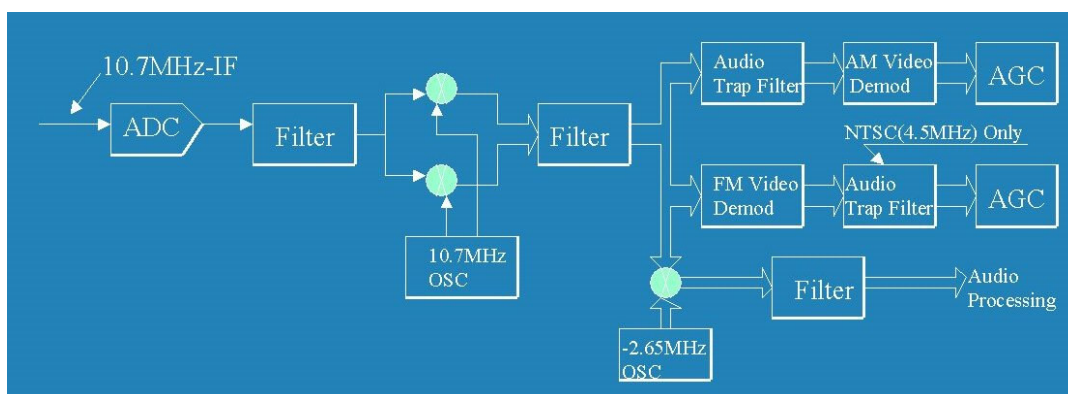 10.7MHz-IF
ADC
Filter
10.7MHz
OSC
Filter
Audio
Trap Filter
AM Video
Demod
AGC
NTSC(4.5MHz) Only
FM Video
Demod
Audio
Trap Filter
AGC
-2.65MHz
OSC
Filter
Audio
Processing